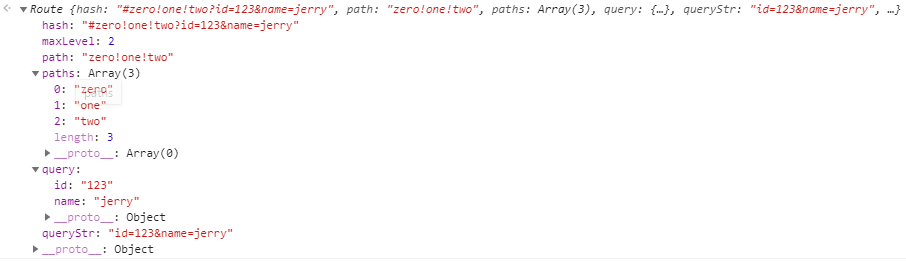 Route {hash: "#zero!one!two?id=123&name=jerry", path: "zero!one!two", paths: Array(3), query: {…}, queryStr: "id=123&name=jerry", …}
hash: "#zero!one!two?id=123&name=jerry"
maxLevel: 2
path: "zero!one!two"
paths: Array(3)
0: "zero"
paths
1: "one"
2: "two"
length: 3
__proto__: Array(0)
query:
id: "123"
name: "jerry"
__proto__: Object
queryStr: "id=123&name=jerry"
__proto__: Object